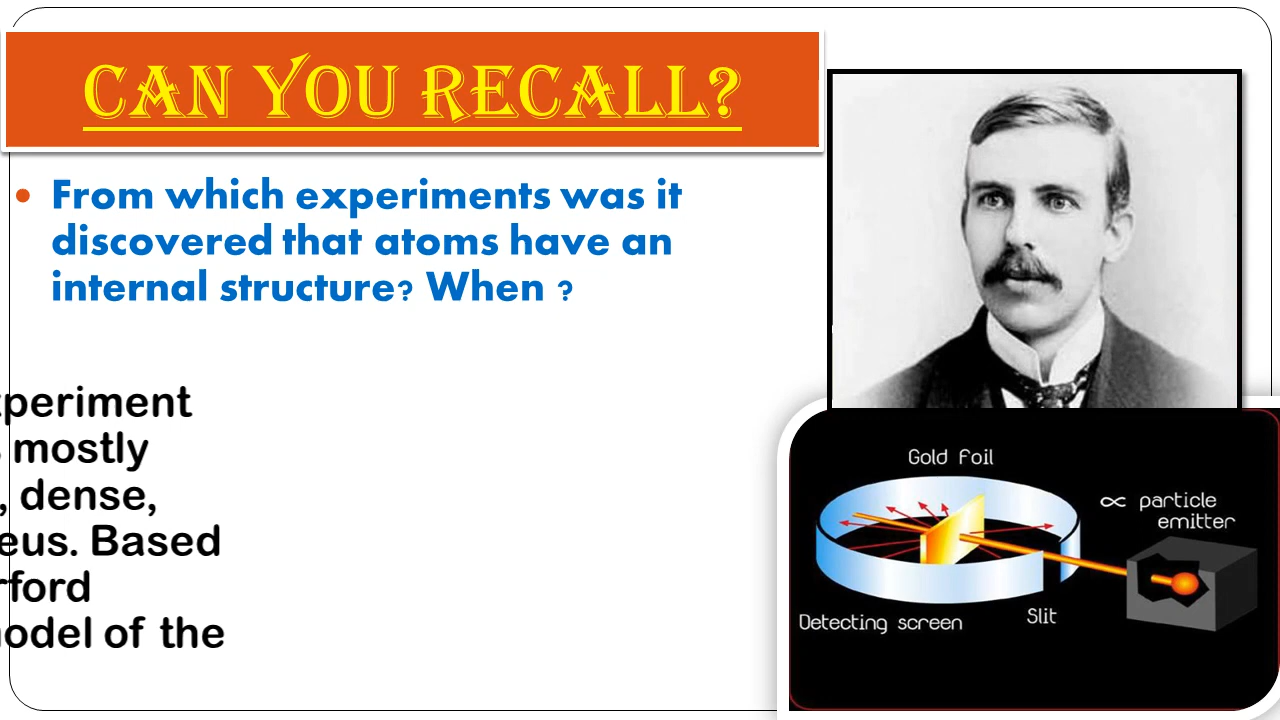 CAN YOU RECALL?
• From which experiments was it
discovered that atoms have an
internal structure? When ?
periment
mostly
, dense,
eus. Based
ford
odel of the
Gold Foil
∝ particle
emitter
Detecting screen
Slit